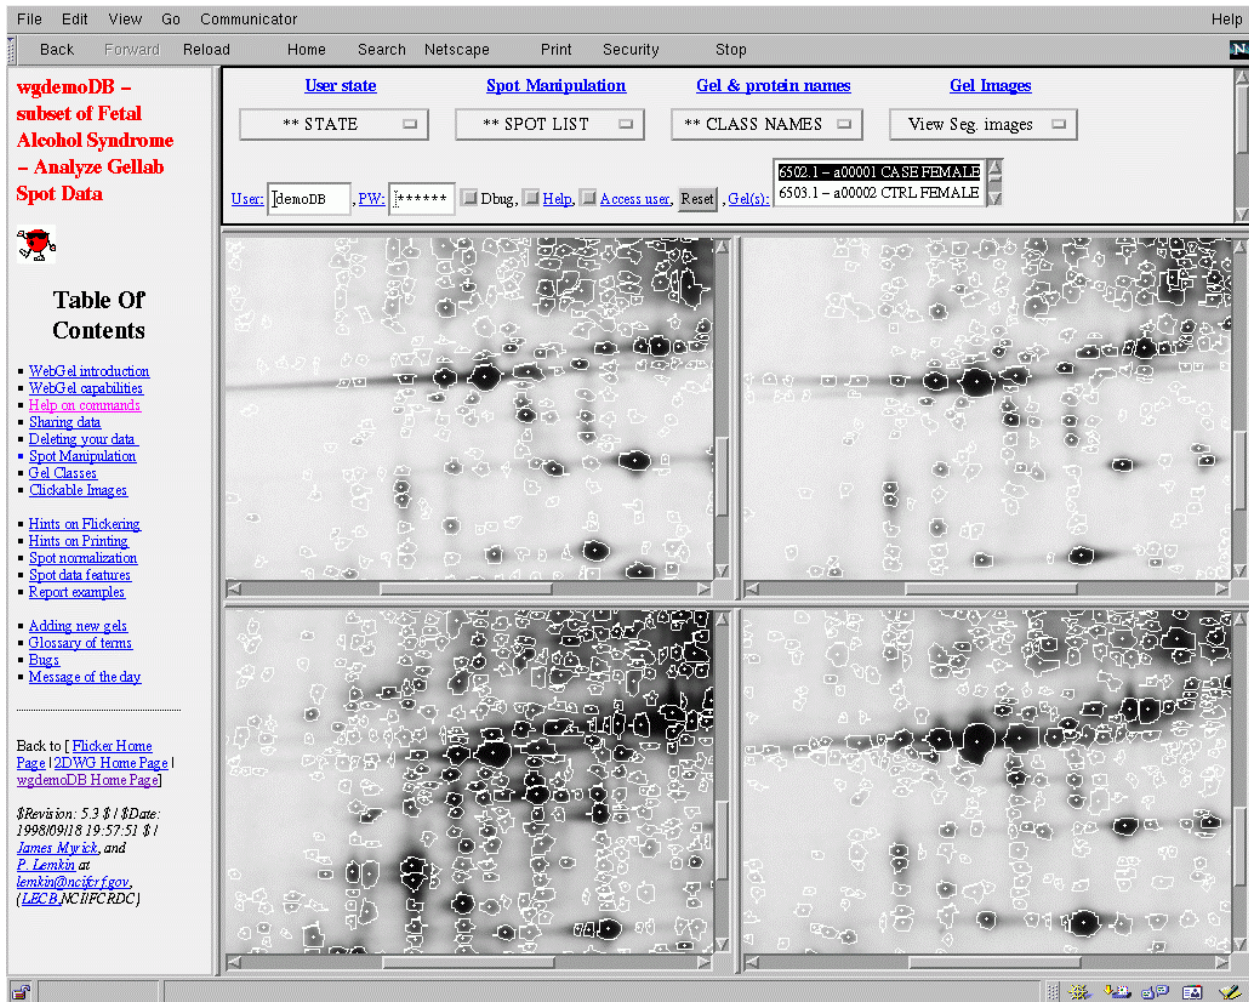 File Edit View Go Communicator Help
Back Forward Reload Home Search Netscape Print Security Stop
N
wgdemoDB –
subset of Fetal
Alcohol Syndrome
– Analyze Gellab
Spot Data
Table Of
Contents
WebGel introduction
WebGel capabilities
Help on commands
Sharing data
Deleting your data
Spot Manipulation
Gel Classes
Clickable Images
Hints on Flickering
Hints on Printing
Spot normalization
Spot data features
Report examples
Adding new gels
Glossary of terms
Bugs
Message of the day
Back to [ Flicker Home
Page | 2DWG Home Page |
wgdemoDB Home Page]
$Revision: 5.3 $ / $Date:
1998/09/18 19:57:51 $ /
James Myrick, and
P. Lemkin at
lemkin@ncifcrf.gov,
(LECB,NCI/FCRDC)
User state Spot Manipulation Gel & protein names Gel Images
** STATE ** SPOT LIST ** CLASS NAMES View Seg. images
6502.1 – a00001 CASE FEMALE
6503.1 – a00002 CTRL FEMALE
User: demoDB , PW: ****** Dbug, Help, Access user, Reset , Gel(s):